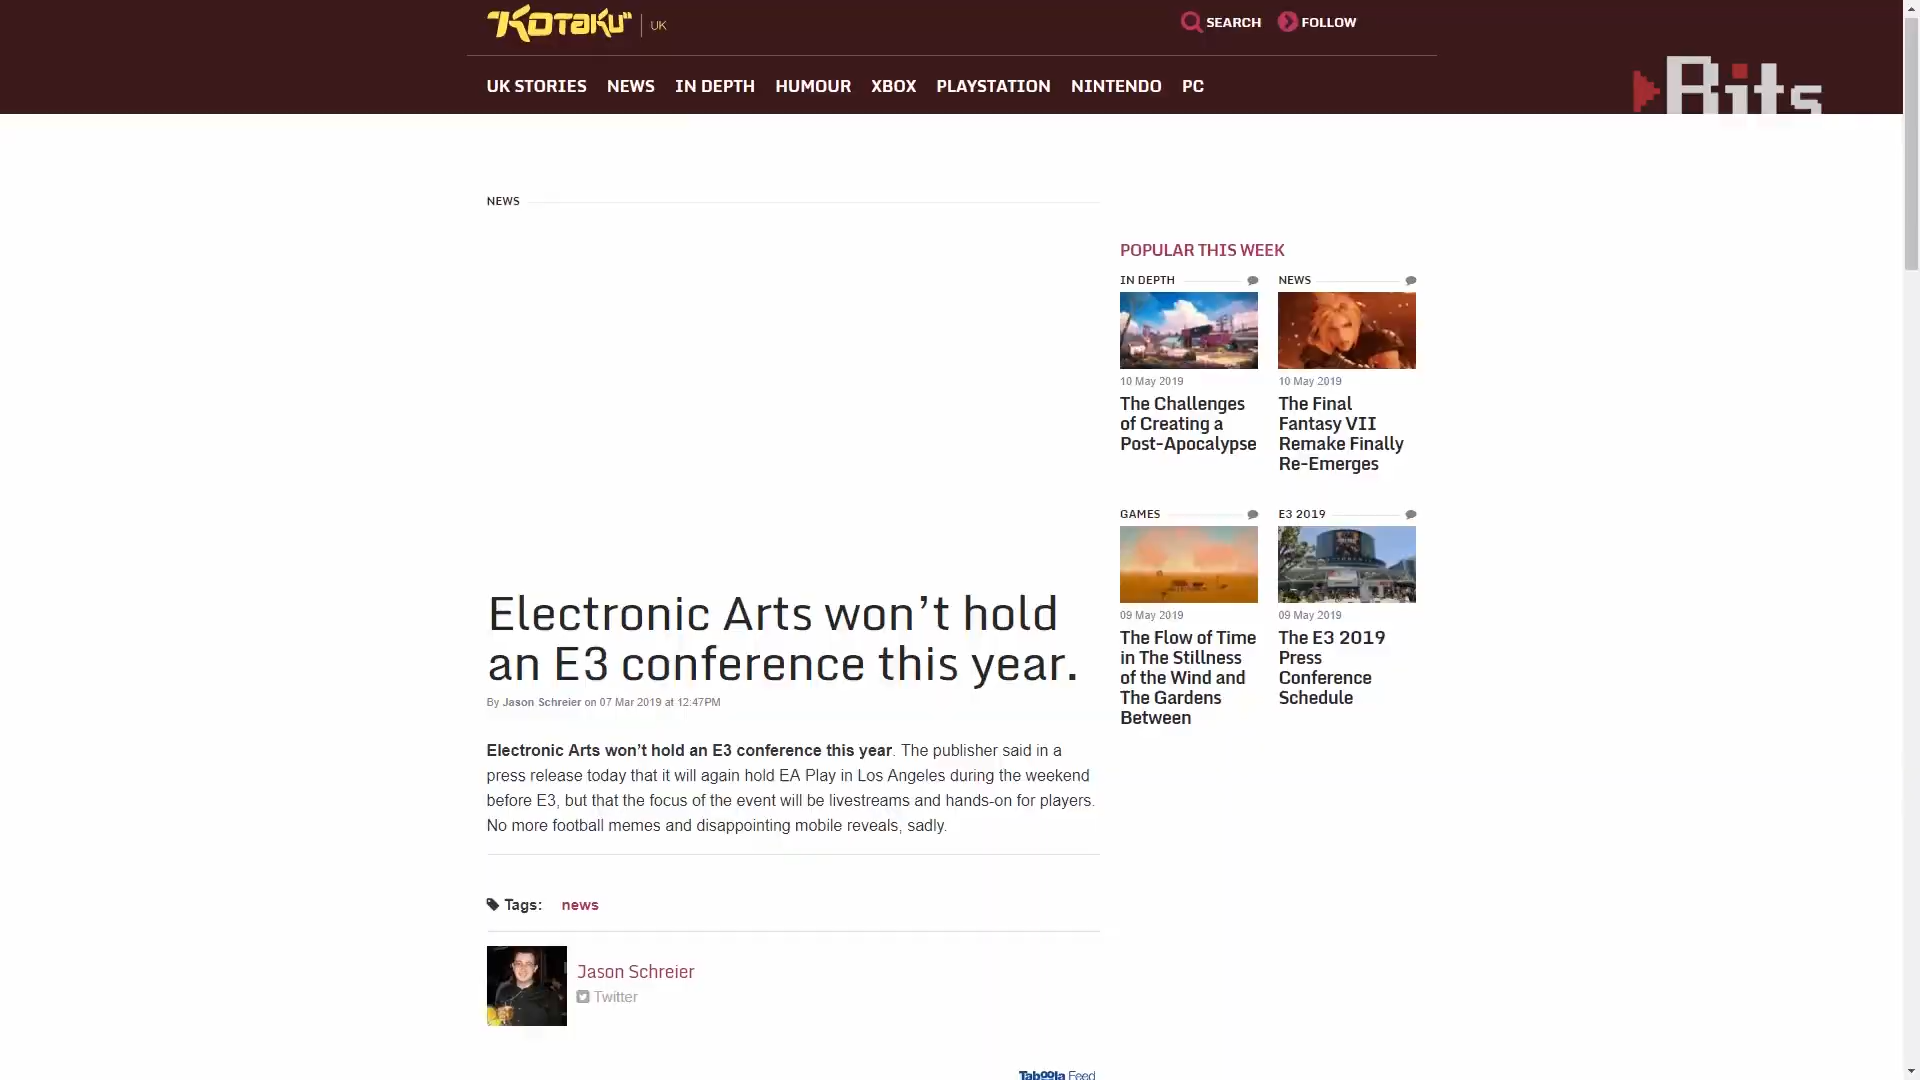 KOTAKU UK
SEARCH FOLLOW
UK STORIES NEWS IN DEPTH HUMOUR XBOX PLAYSTATION NINTENDO PC
Bits
NEWS
Electronic Arts won’t hold
an E3 conference this year.
By Jason Schreier on 07 Mar 2019 at 12:47PM
Electronic Arts won’t hold an E3 conference this year. The publisher said in a
press release today that it will again hold EA Play in Los Angeles during the weekend
before E3, but that the focus of the event will be livestreams and hands-on for players.
No more football memes and disappointing mobile reveals, sadly.
Tags: news
Jason Schreier
Twitter
Taboola Feed
POPULAR THIS WEEK
IN DEPTH
10 May 2019
The Challenges
of Creating a
Post-Apocalypse
NEWS
10 May 2019
The Final
Fantasy VII
Remake Finally
Re-Emerges
GAMES
09 May 2019
The Flow of Time
in The Stillness
of the Wind and
The Gardens
Between
E3 2019
09 May 2019
The E3 2019
Press
Conference
Schedule